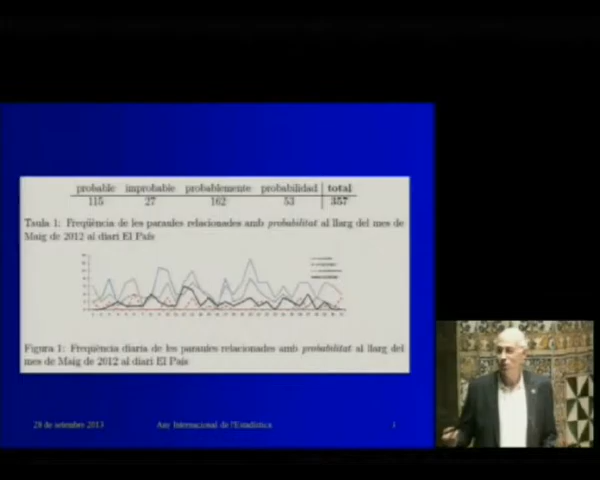 probable improbable probablemente probabilidad total
115 27 162 53 357
Taula 1: Freqüència de les paraules relacionades amb probabilitat al llarg del mes de
Maig de 2012 al diari El País
Figura 1: Freqüència diaria de les paraules relacionades amb probabilitat al llarg del
mes de Maig de 2012 al diari El País
28 de setembre 2013 Any Internacional de l'Estadística